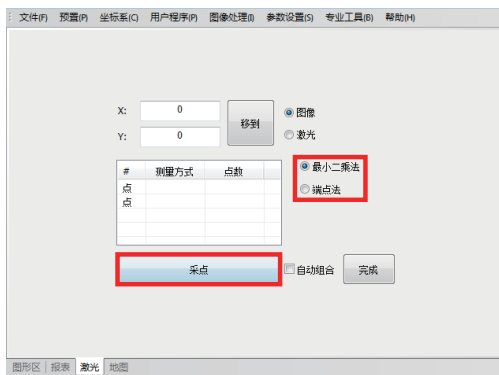 文件(F) 预置(P) 坐标系(C) 用户程序(P) 图像处理(I) 参数设置(S) 专业工具(B) 帮助(H)
X: 0 移到 图像
Y: 0 激光
# 测量方式 点数 最小二乘法
点 端点法
点
采点 自动组合 完成
图形区 报表 激光 地图